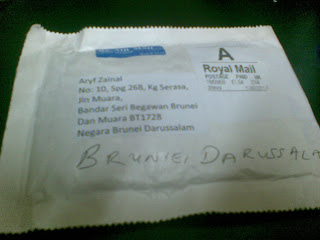 A
Royal Mail
POSTAGE PAID UK
Aryf Zainal
No: 10, Spg 268, Kg Serasa,
Jln Muara,
Bandar Seri Begawan Brunei
Dan Muara BT1728
Negara Brunei Darussalam
BRUNEI DARUSSALA